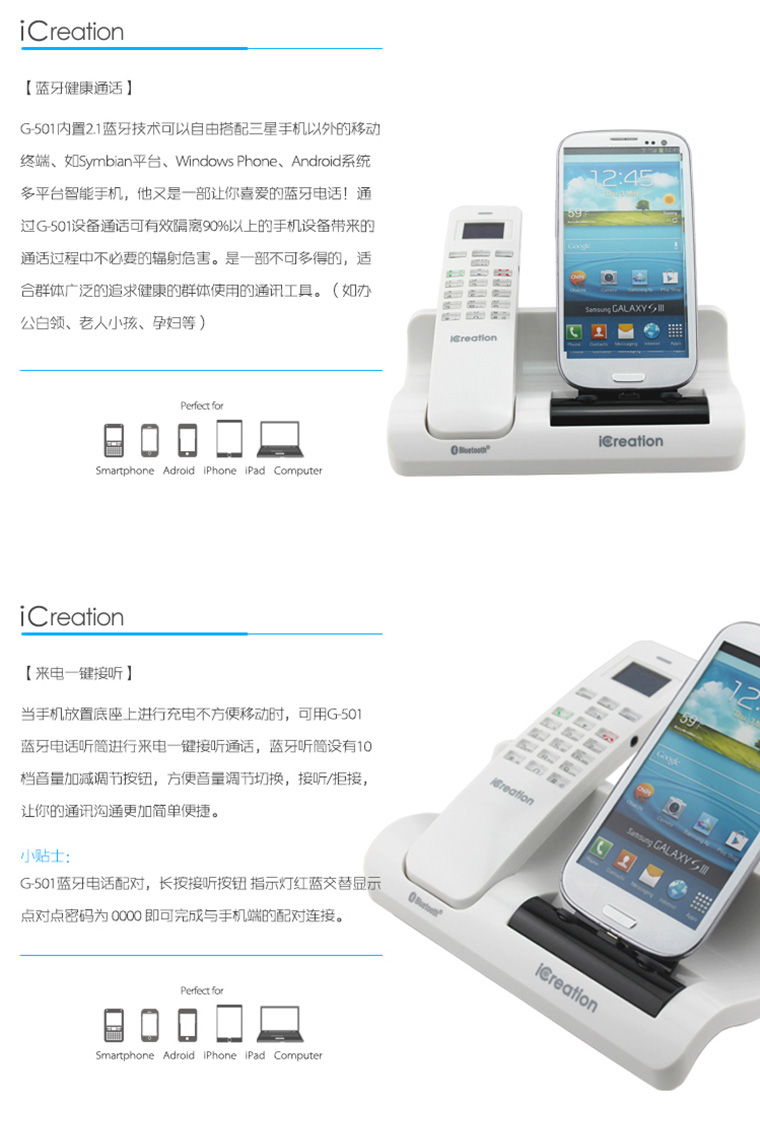 iCreation
【蓝牙健康通话】
G-501内置2.1蓝牙技术可以自由搭配三星手机以外的移动
终端、如Symbian平台、Windows Phone、Android系统
多平台智能手机，他又是一部让你喜爱的蓝牙电话！通
过G-501设备通话可有效隔离90%以上的手机设备带来的
通话过程中不必要的辐射危害。是一部不可多得的，适
合群体广泛的追求健康的群体使用的通讯工具。（如办
公白领、老人小孩、孕妇等）
Perfect for
Smartphone Adroid iPhone iPad Computer
12:45
59
Google
Samsung GALAXY S III
Phone Contacts Messaging Internet Apps
iCreation
Bluetooth
iCreation
iCreation
【来电一键接听】
当手机放置底座上进行充电不方便移动时，可用G-501
蓝牙电话听筒进行来电一键接听通话，蓝牙听筒设有10
档音量加减调节按钮，方便音量调节切换，接听/拒接，
让你的通讯沟通更加简单便捷。
小贴士：
G-501蓝牙电话配对，长按接听按钮 指示灯红蓝交替显示
点对点密码为 0000 即可完成与手机端的配对连接。
Perfect for
Smartphone Adroid iPhone iPad Computer
12
59
Google
Samsung GALAXY S III
Phone Contacts Messaging Internet Apps
iCreation
Bluetooth
iCreation